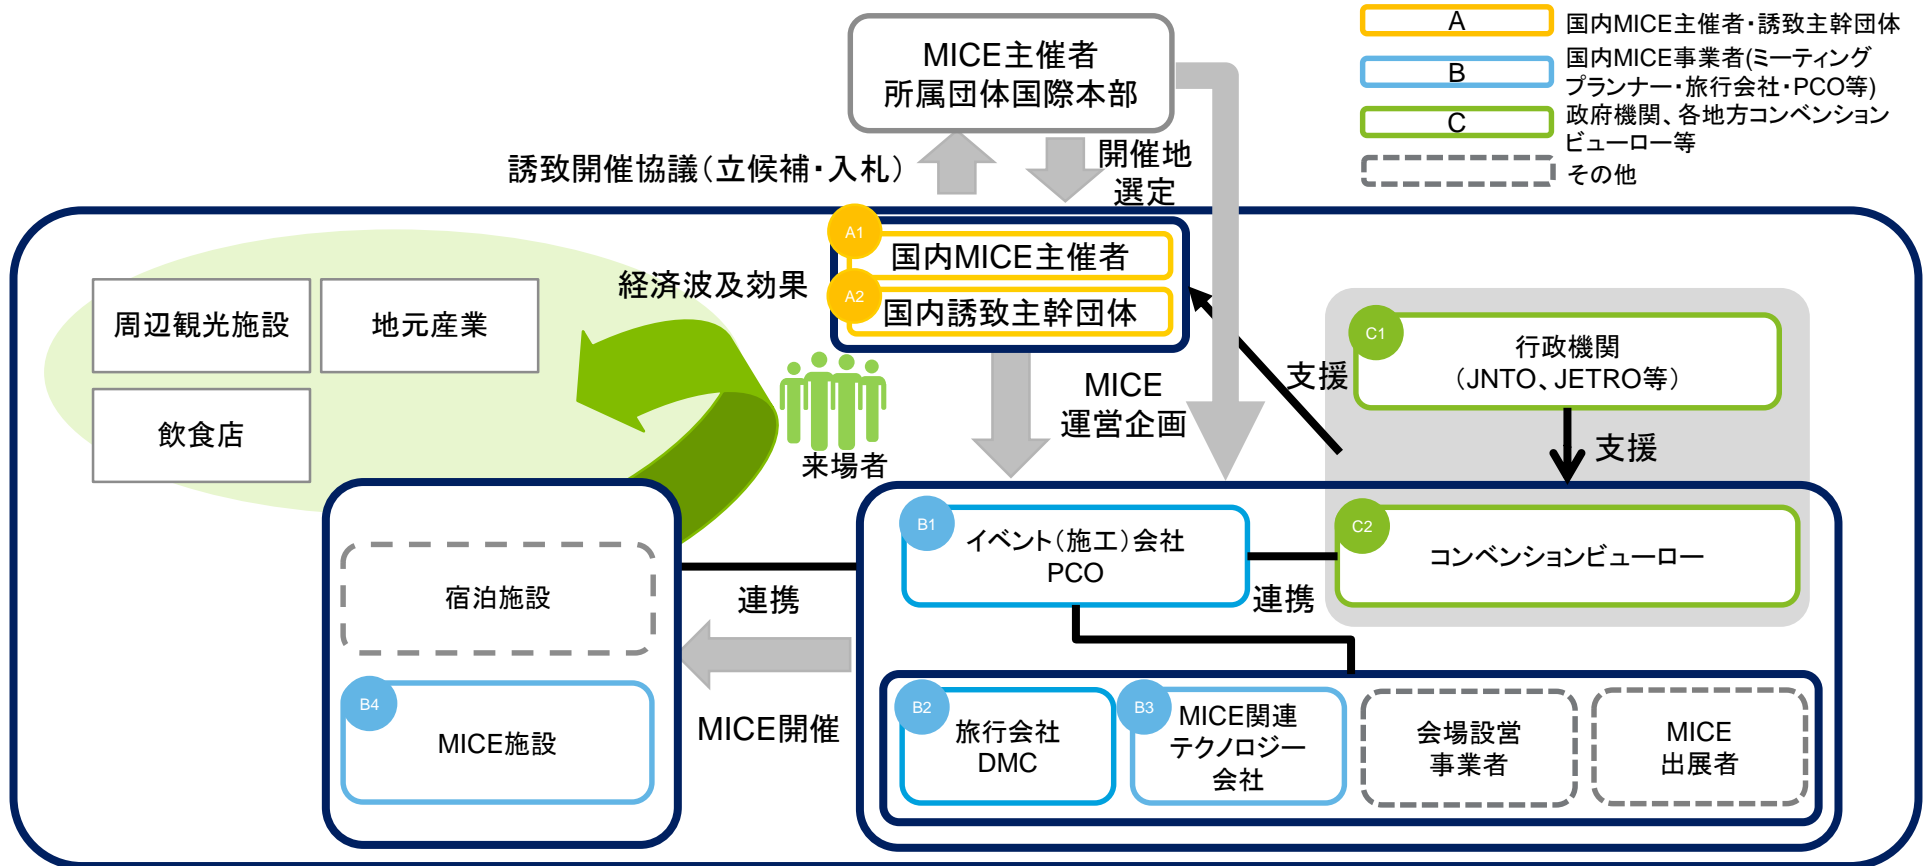 MICE主催者
所属団体国際本部
A
国内MICE主催者・誘致主幹団体
B
国内MICE事業者(ミーティング
プランナー・旅行会社・PCO等)
C
政府機関、各地方コンベンション
ビューロー等
その他
誘致開催協議（立候補・入札）
開催地
選定
A1
国内MICE主催者
A2
国内誘致主幹団体
経済波及効果
周辺観光施設
地元産業
飲食店
来場者
MICE
運営企画
支援
C1
行政機関
（JNTO、JETRO等）
支援
B1
イベント（施工）会社
PCO
連携
C2
コンベンションビューロー
宿泊施設
連携
B4
MICE施設
MICE開催
B2
旅行会社
DMC
B3
MICE関連
テクノロジー
会社
会場設営
事業者
MICE
出展者